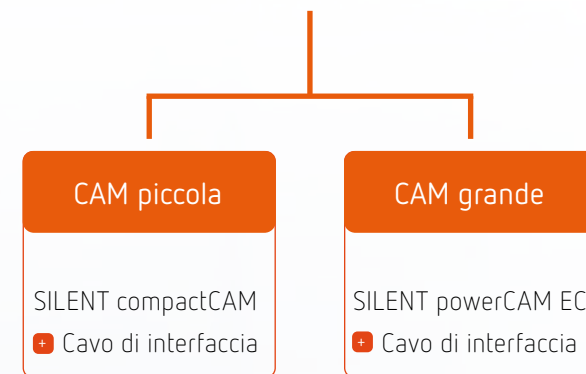 CAM piccola
SILENT compactCAM
+ Cavo di interfaccia
CAM grande
SILENT powerCAM EC
+ Cavo di interfaccia